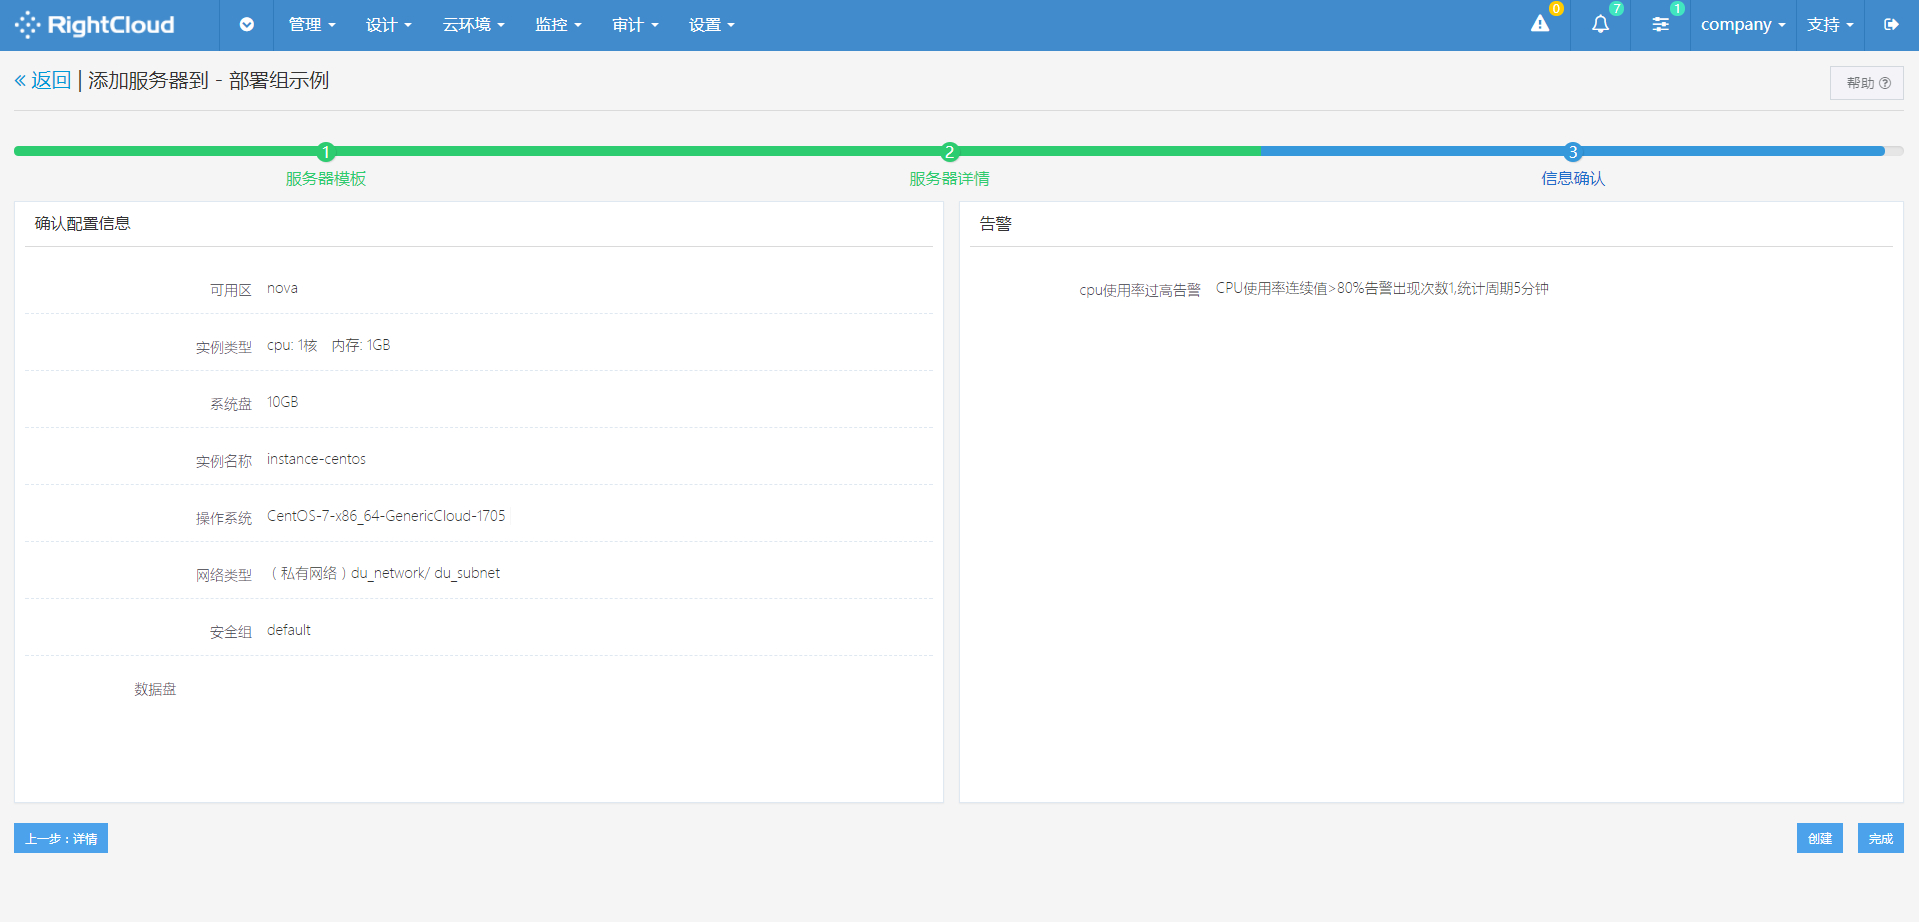 RightCloud 管理 设计 云环境 监控 审计 设置 0 7 1 company 支持
返回 | 添加服务器到 - 部署组示例 帮助
1 2 3
服务器模板 服务器详情 信息确认
确认配置信息
可用区 nova
实例类型 cpu: 1核 内存: 1GB
系统盘 10GB
实例名称 instance-centos
操作系统 CentOS-7-x86_64-GenericCloud-1705
网络类型 （私有网络）du_network/ du_subnet
安全组 default
数据盘
告警
cpu使用率过高告警 CPU使用率连续值>80%告警出现次数1,统计周期5分钟
上一步：详情 创建 完成